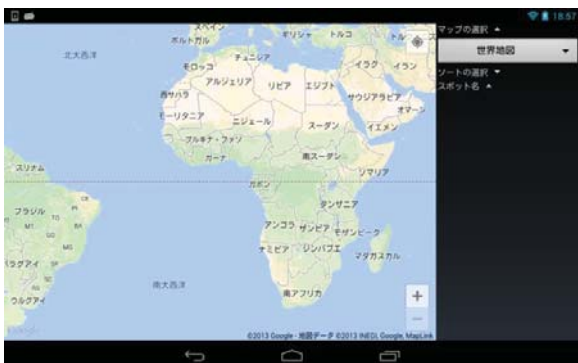 18:57
マップの選択
世界地図
ソートの選択
スポット名
スペイン
ポルトガル
ギリシャ
トルコ
北大西洋
チュニジア
モロッコ
イラク
イラン
アルジェリア
リビア
エジプト
西サハラ
サウジアラビア
オマーン
モーリタニア
ニジェール
スーダン
イエメン
ブルキナ・ファソ
ガーナ
南スーダン
ソマリア
スリナム
ガボン
タンザニア
ブラジル
TO
MT
GO
MG
アンゴラ
ザンビア
モザンビーク
ナミビア
ジンバブエ
マダガスカル
パラグアイ
SP
ウルグアイ
南大西洋
南アフリカ
+
−
Google
©2013 Google - 地図データ ©2013 INEGI, Google, MapLink